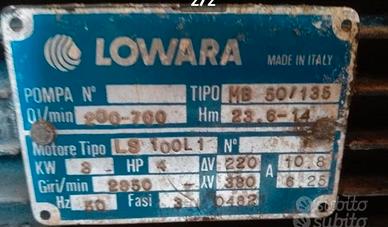 2/2
LOWARA
MADE IN ITALY
POMPA N° TIPO MB 50/135
Ql/min 200-700 Hm 23.6-14
Motore Tipo LS 100L1 N°
KW 3 HP 4 ΔV 220 A 10.8
Giri/min 2850 - λV 380 6.25
Hz 50 Fasi 3 0482
subito
subito